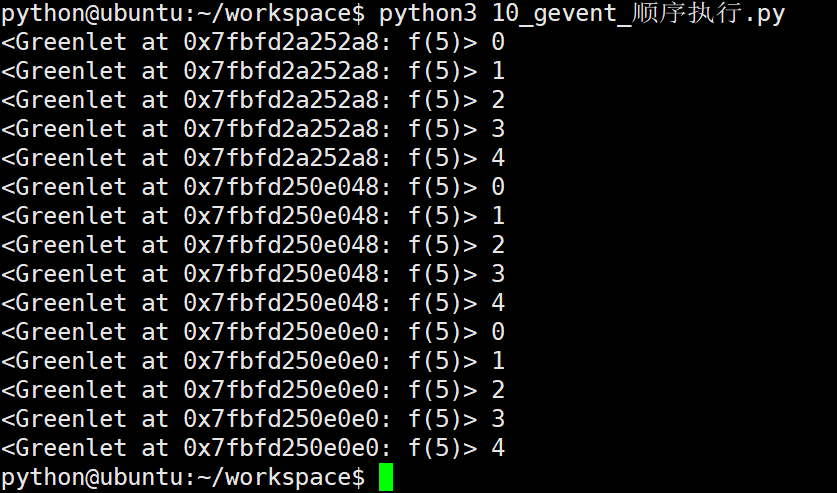 python@ubuntu:~/workspace$ python3 10_gevent_顺序执行.py
<Greenlet at 0x7fbfd2a252a8: f(5)> 0
<Greenlet at 0x7fbfd2a252a8: f(5)> 1
<Greenlet at 0x7fbfd2a252a8: f(5)> 2
<Greenlet at 0x7fbfd2a252a8: f(5)> 3
<Greenlet at 0x7fbfd2a252a8: f(5)> 4
<Greenlet at 0x7fbfd250e048: f(5)> 0
<Greenlet at 0x7fbfd250e048: f(5)> 1
<Greenlet at 0x7fbfd250e048: f(5)> 2
<Greenlet at 0x7fbfd250e048: f(5)> 3
<Greenlet at 0x7fbfd250e048: f(5)> 4
<Greenlet at 0x7fbfd250e0e0: f(5)> 0
<Greenlet at 0x7fbfd250e0e0: f(5)> 1
<Greenlet at 0x7fbfd250e0e0: f(5)> 2
<Greenlet at 0x7fbfd250e0e0: f(5)> 3
<Greenlet at 0x7fbfd250e0e0: f(5)> 4
python@ubuntu:~/workspace$